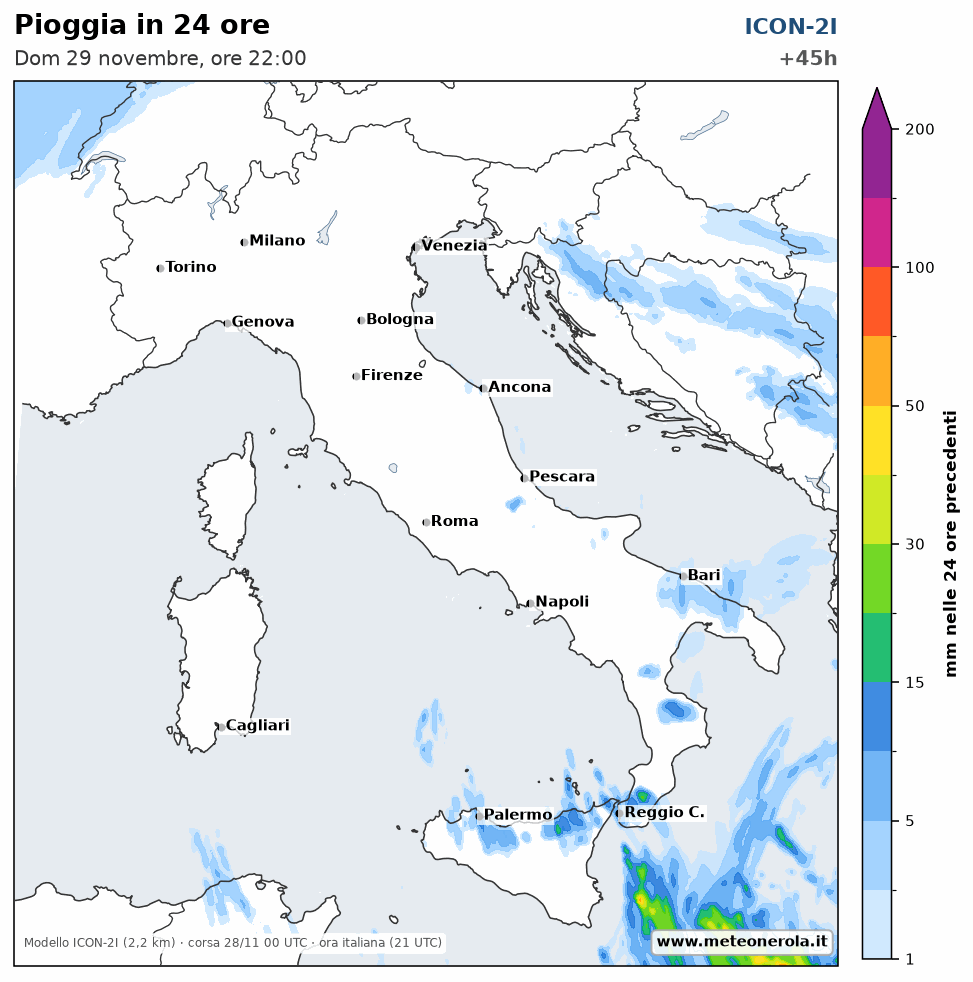 Pioggia in 24 ore
ICON-2I
Dom 29 novembre, ore 22:00
+45h
200
100
50
30
15
5
1
mm nelle 24 ore precedenti
Milano
Venezia
Torino
Genova
Bologna
Firenze
Ancona
Pescara
Roma
Bari
Napoli
Cagliari
Palermo
Reggio C.
Modello ICON-2I (2,2 km) · corsa 28/11 00 UTC · ora italiana (21 UTC)
www.meteonerola.it